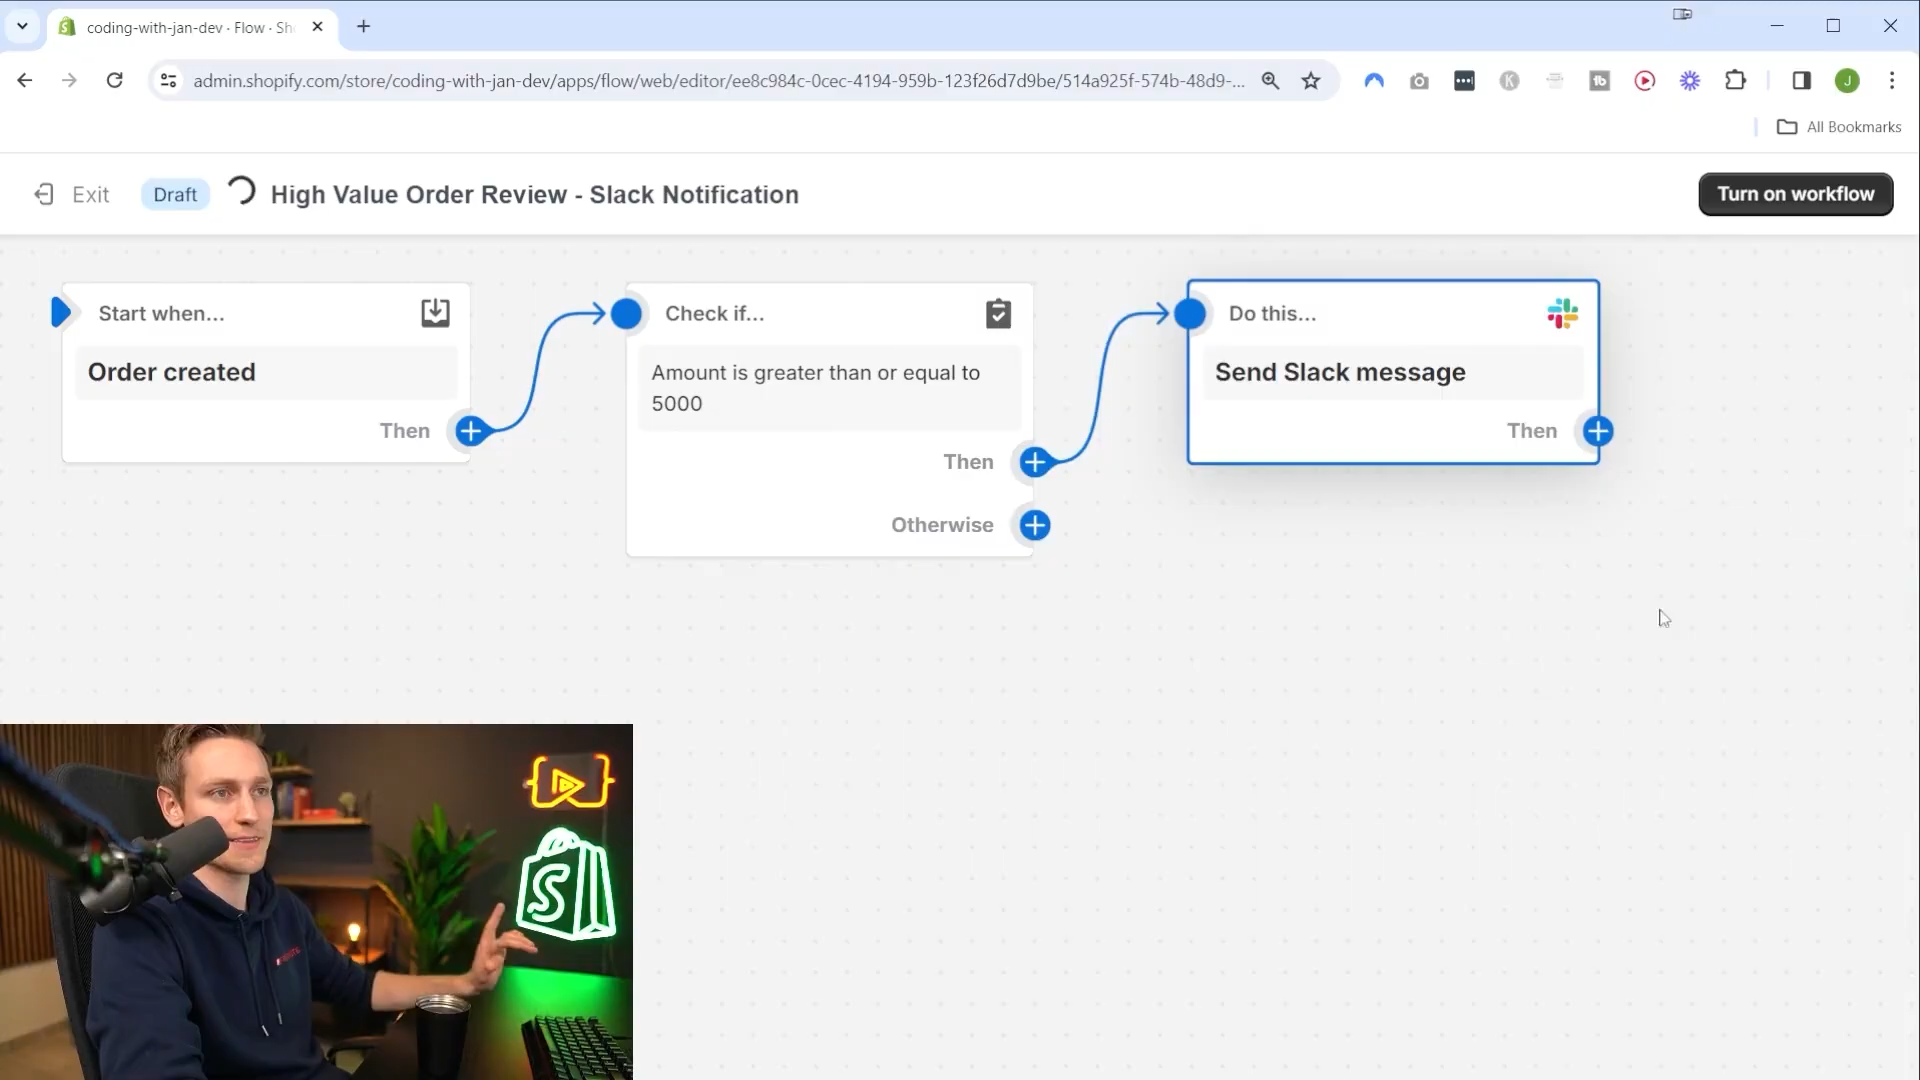 coding-with-jan-dev · Flow · Sh
admin.shopify.com/store/coding-with-jan-dev/apps/flow/web/editor/ee8c984c-0cec-4194-959b-123f26d7d9be/514a925f-574b-48d9-...
All Bookmarks
Exit
Draft
High Value Order Review - Slack Notification
Turn on workflow
Start when...
Order created
Then
Check if...
Amount is greater than or equal to
5000
Then
Otherwise
Do this...
Send Slack message
Then